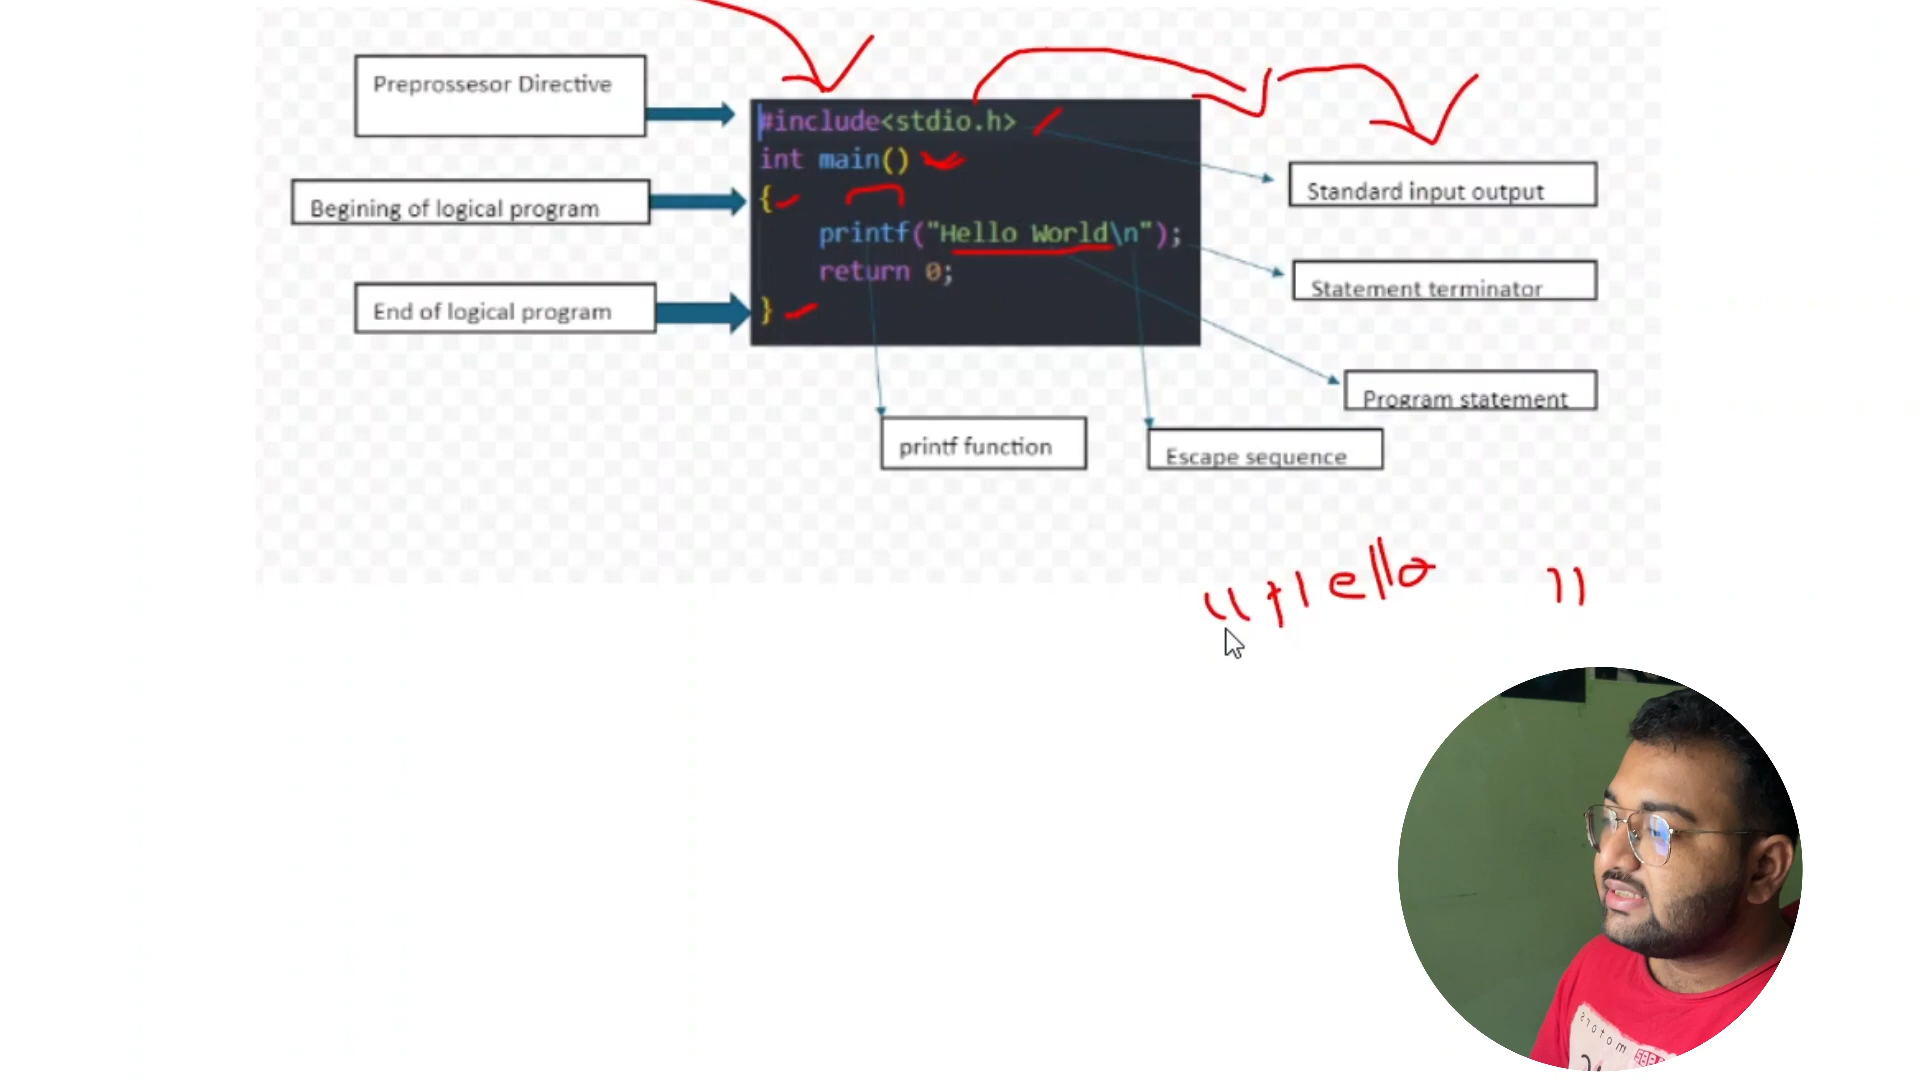 Preprossesor Directive
Begining of logical program
End of logical program
#include<stdio.h>
int main()
{
printf("Hello World\n");
return 0;
}
Standard input output
Statement terminator
Program statement
printf function
Escape sequence
"Hello "
motors